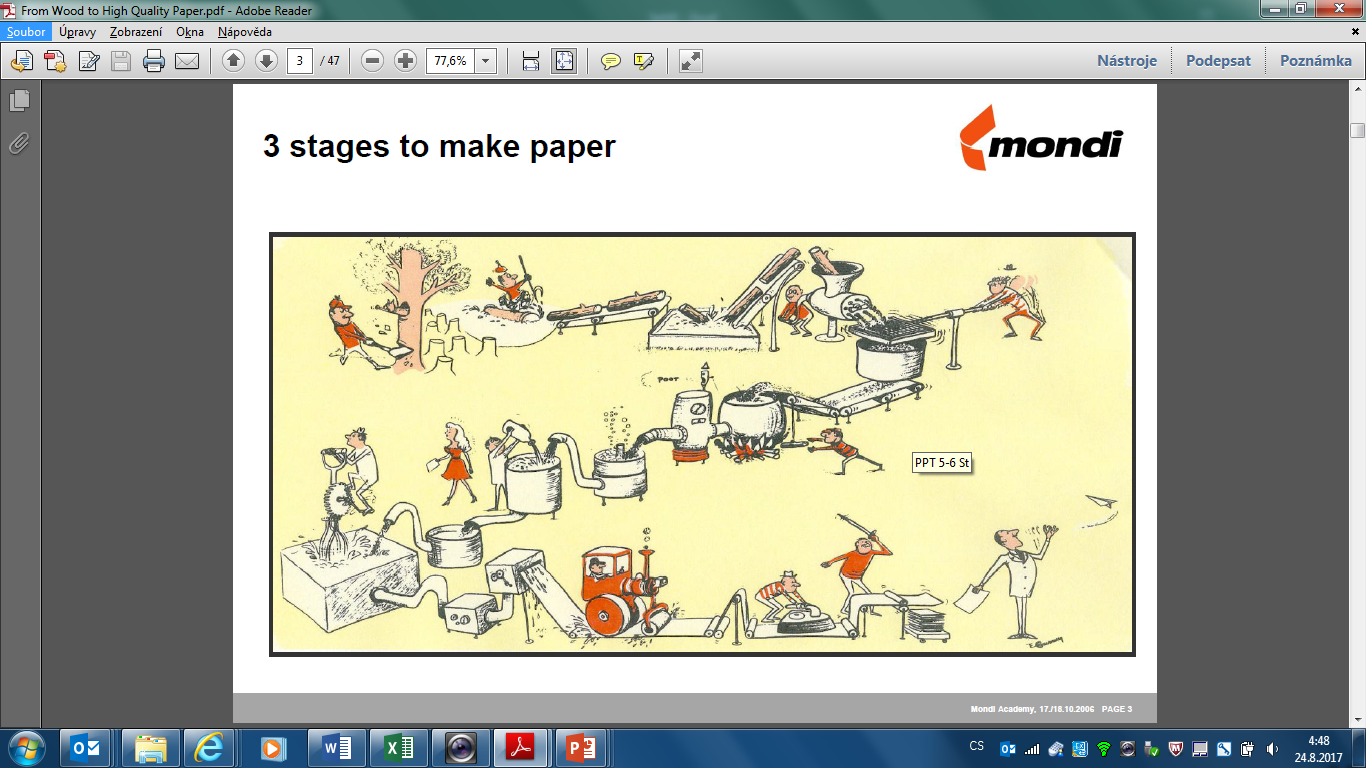 From Wood to High Quality Paper.pdf - Adobe Reader
Soubor Úpravy Zobrazení Okna Nápověda
3 / 47 77,6% Nástroje Podepsat Poznámka
3 stages to make paper
mondi
POOT
PPT 5-6 St
Mondi Academy, 17./18.10.2006 PAGE 3
CS 4:48
24.8.2017